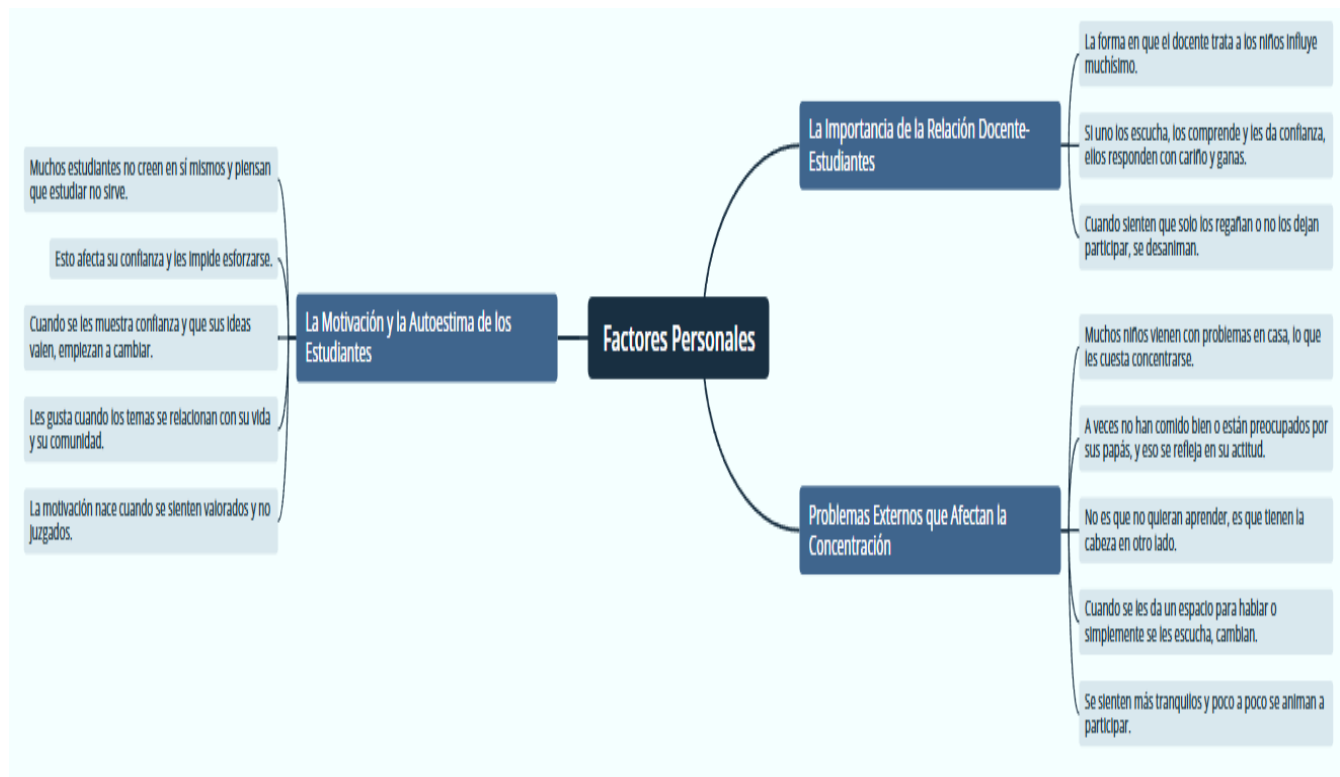 Factores Personales
La Importancia de la Relación Docente-
Estudiantes
La forma en que el docente trata a los niños influye
muchísimo.
Si uno los escucha, los comprende y les da confianza,
ellos responden con cariño y ganas.
Cuando sienten que solo los regañan o no los dejan
participar, se desaniman.
Problemas Externos que Afectan la
Concentración
Muchos niños vienen con problemas en casa, lo que
les cuesta concentrarse.
A veces no han comido bien o están preocupados por
sus papás, y eso se refleja en su actitud.
No es que no quieran aprender, es que tienen la
cabeza en otro lado.
Cuando se les da un espacio para hablar o
simplemente se les escucha, cambian.
Se sienten más tranquilos y poco a poco se animan a
participar.
La Motivación y la Autoestima de los
Estudiantes
Muchos estudiantes no creen en sí mismos y piensan
que estudiar no sirve.
Esto afecta su confianza y les impide esforzarse.
Cuando se les muestra confianza y que sus ideas
valen, empiezan a cambiar.
Les gusta cuando los temas se relacionan con su vida
y su comunidad.
La motivación nace cuando se sienten valorados y no
juzgados.